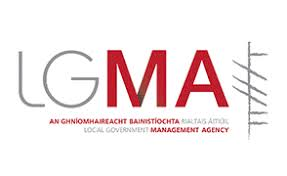 LGMA
AN GHNÍOMHAIREACHT BAINISTÍOCHTA RIALTAIS ÁITIÚIL
LOCAL GOVERNMENT MANAGEMENT AGENCY